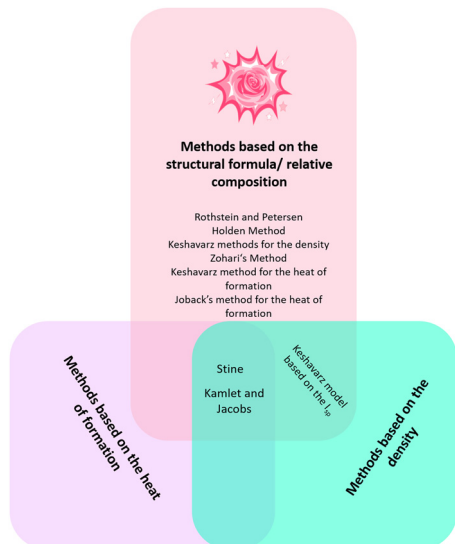 Methods based on the
structural formula/ relative
composition
Rothstein and Petersen
Holden Method
Keshavarz methods for the density
Zohari's Method
Keshavarz method for the heat of
formation
Joback's method for the heat of
formation
Methods based on the heat
of formation
Stine
Kamlet and
Jacobs
Keshavarz model
based on the Isp
Methods based on the
density